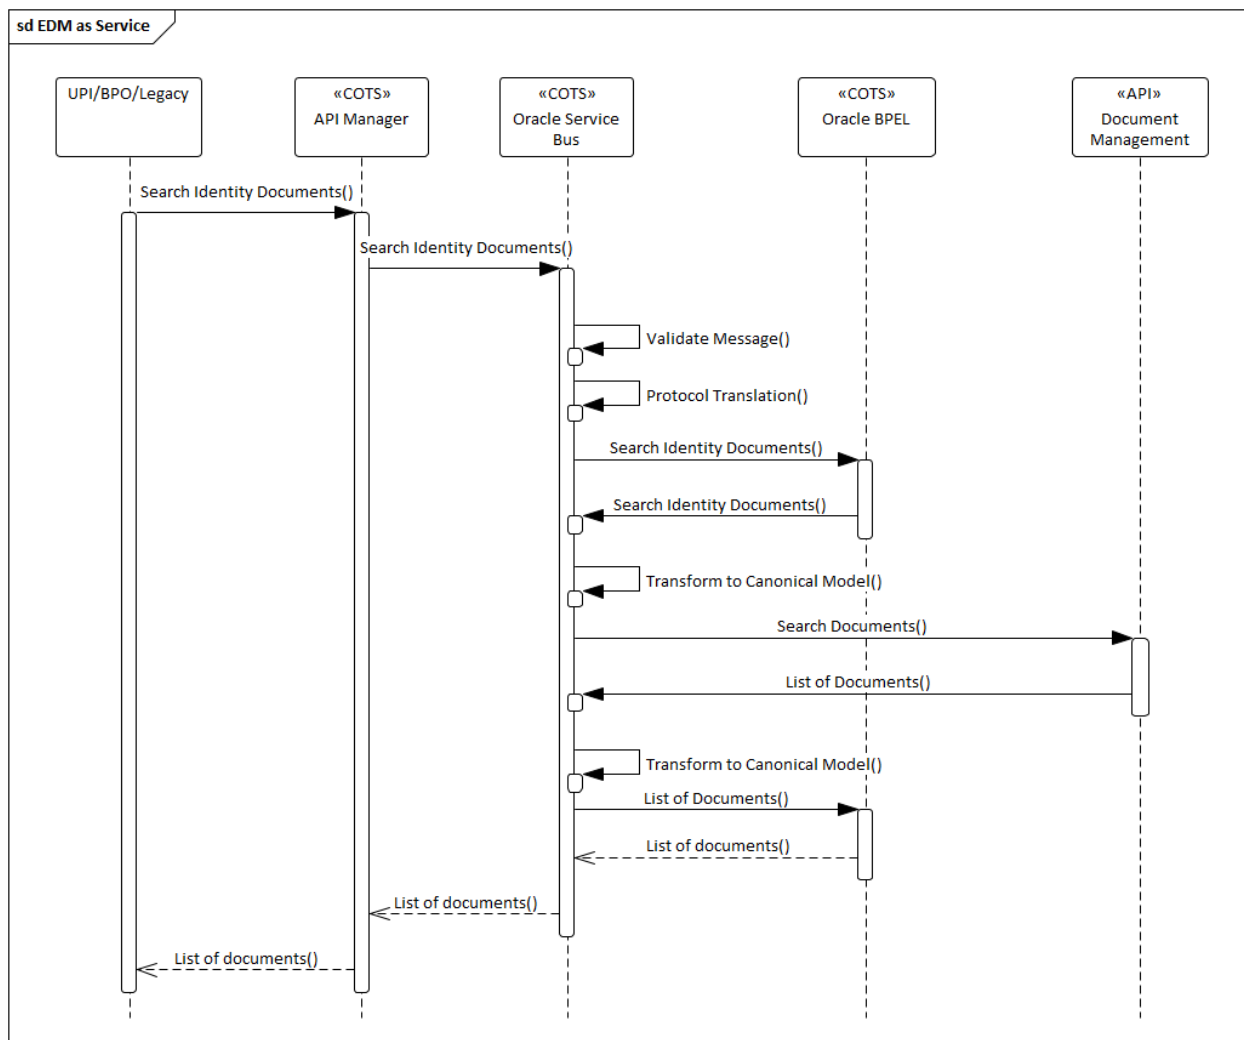 sd EDM as Service
UPI/BPO/Legacy
«COTS»
API Manager
«COTS»
Oracle Service
Bus
«COTS»
Oracle BPEL
«API»
Document
Management
Search Identity Documents()
Search Identity Documents()
Validate Message()
Protocol Translation()
Search Identity Documents()
Search Identity Documents()
Transform to Canonical Model()
Search Documents()
List of Documents()
Transform to Canonical Model()
List of Documents()
List of documents()
List of documents()
List of documents()